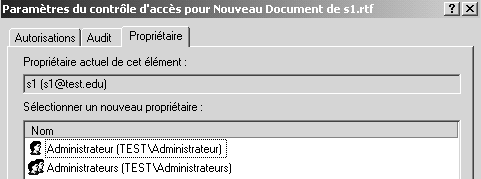 Paramètres du contrôle d'accès pour Nouveau Document de s1.rtf
Autorisations Audit Propriétaire
Propriétaire actuel de cet élément :
s1 (s1@test.edu)
Sélectionner un nouveau propriétaire :
Nom
Administrateur (TEST\Administrateur)
Administrateurs (TEST\Administrateurs)